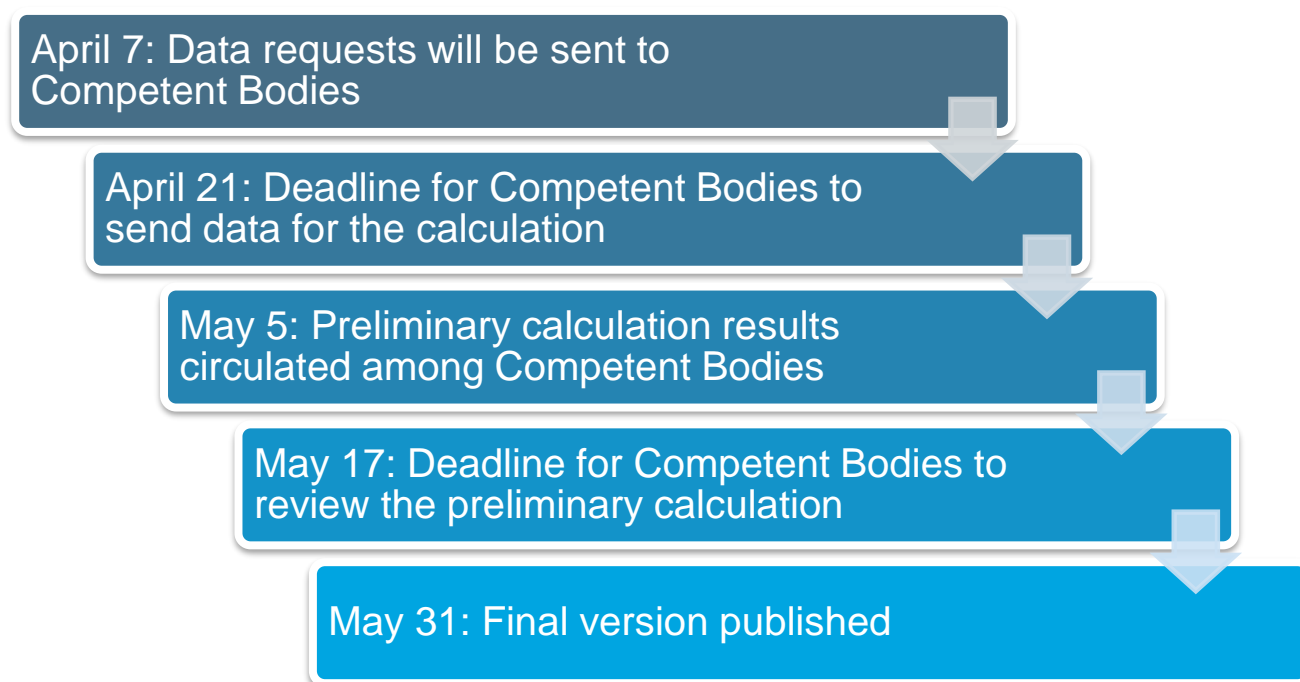 April 7: Data requests will be sent to
Competent Bodies
April 21: Deadline for Competent Bodies to
send data for the calculation
May 5: Preliminary calculation results
circulated among Competent Bodies
May 17: Deadline for Competent Bodies to
review the preliminary calculation
May 31: Final version published